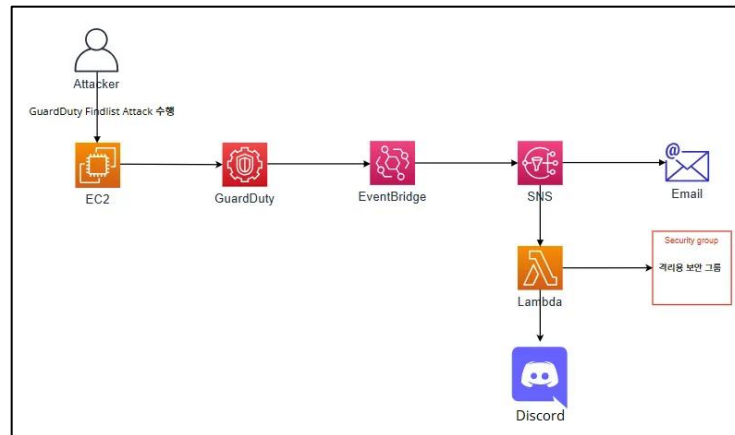 Attacker
GuardDuty Findlist Attack 수행
EC2
GuardDuty
EventBridge
SNS
@
Email
Security group
격리용 보안 그룹
Lambda
Discord